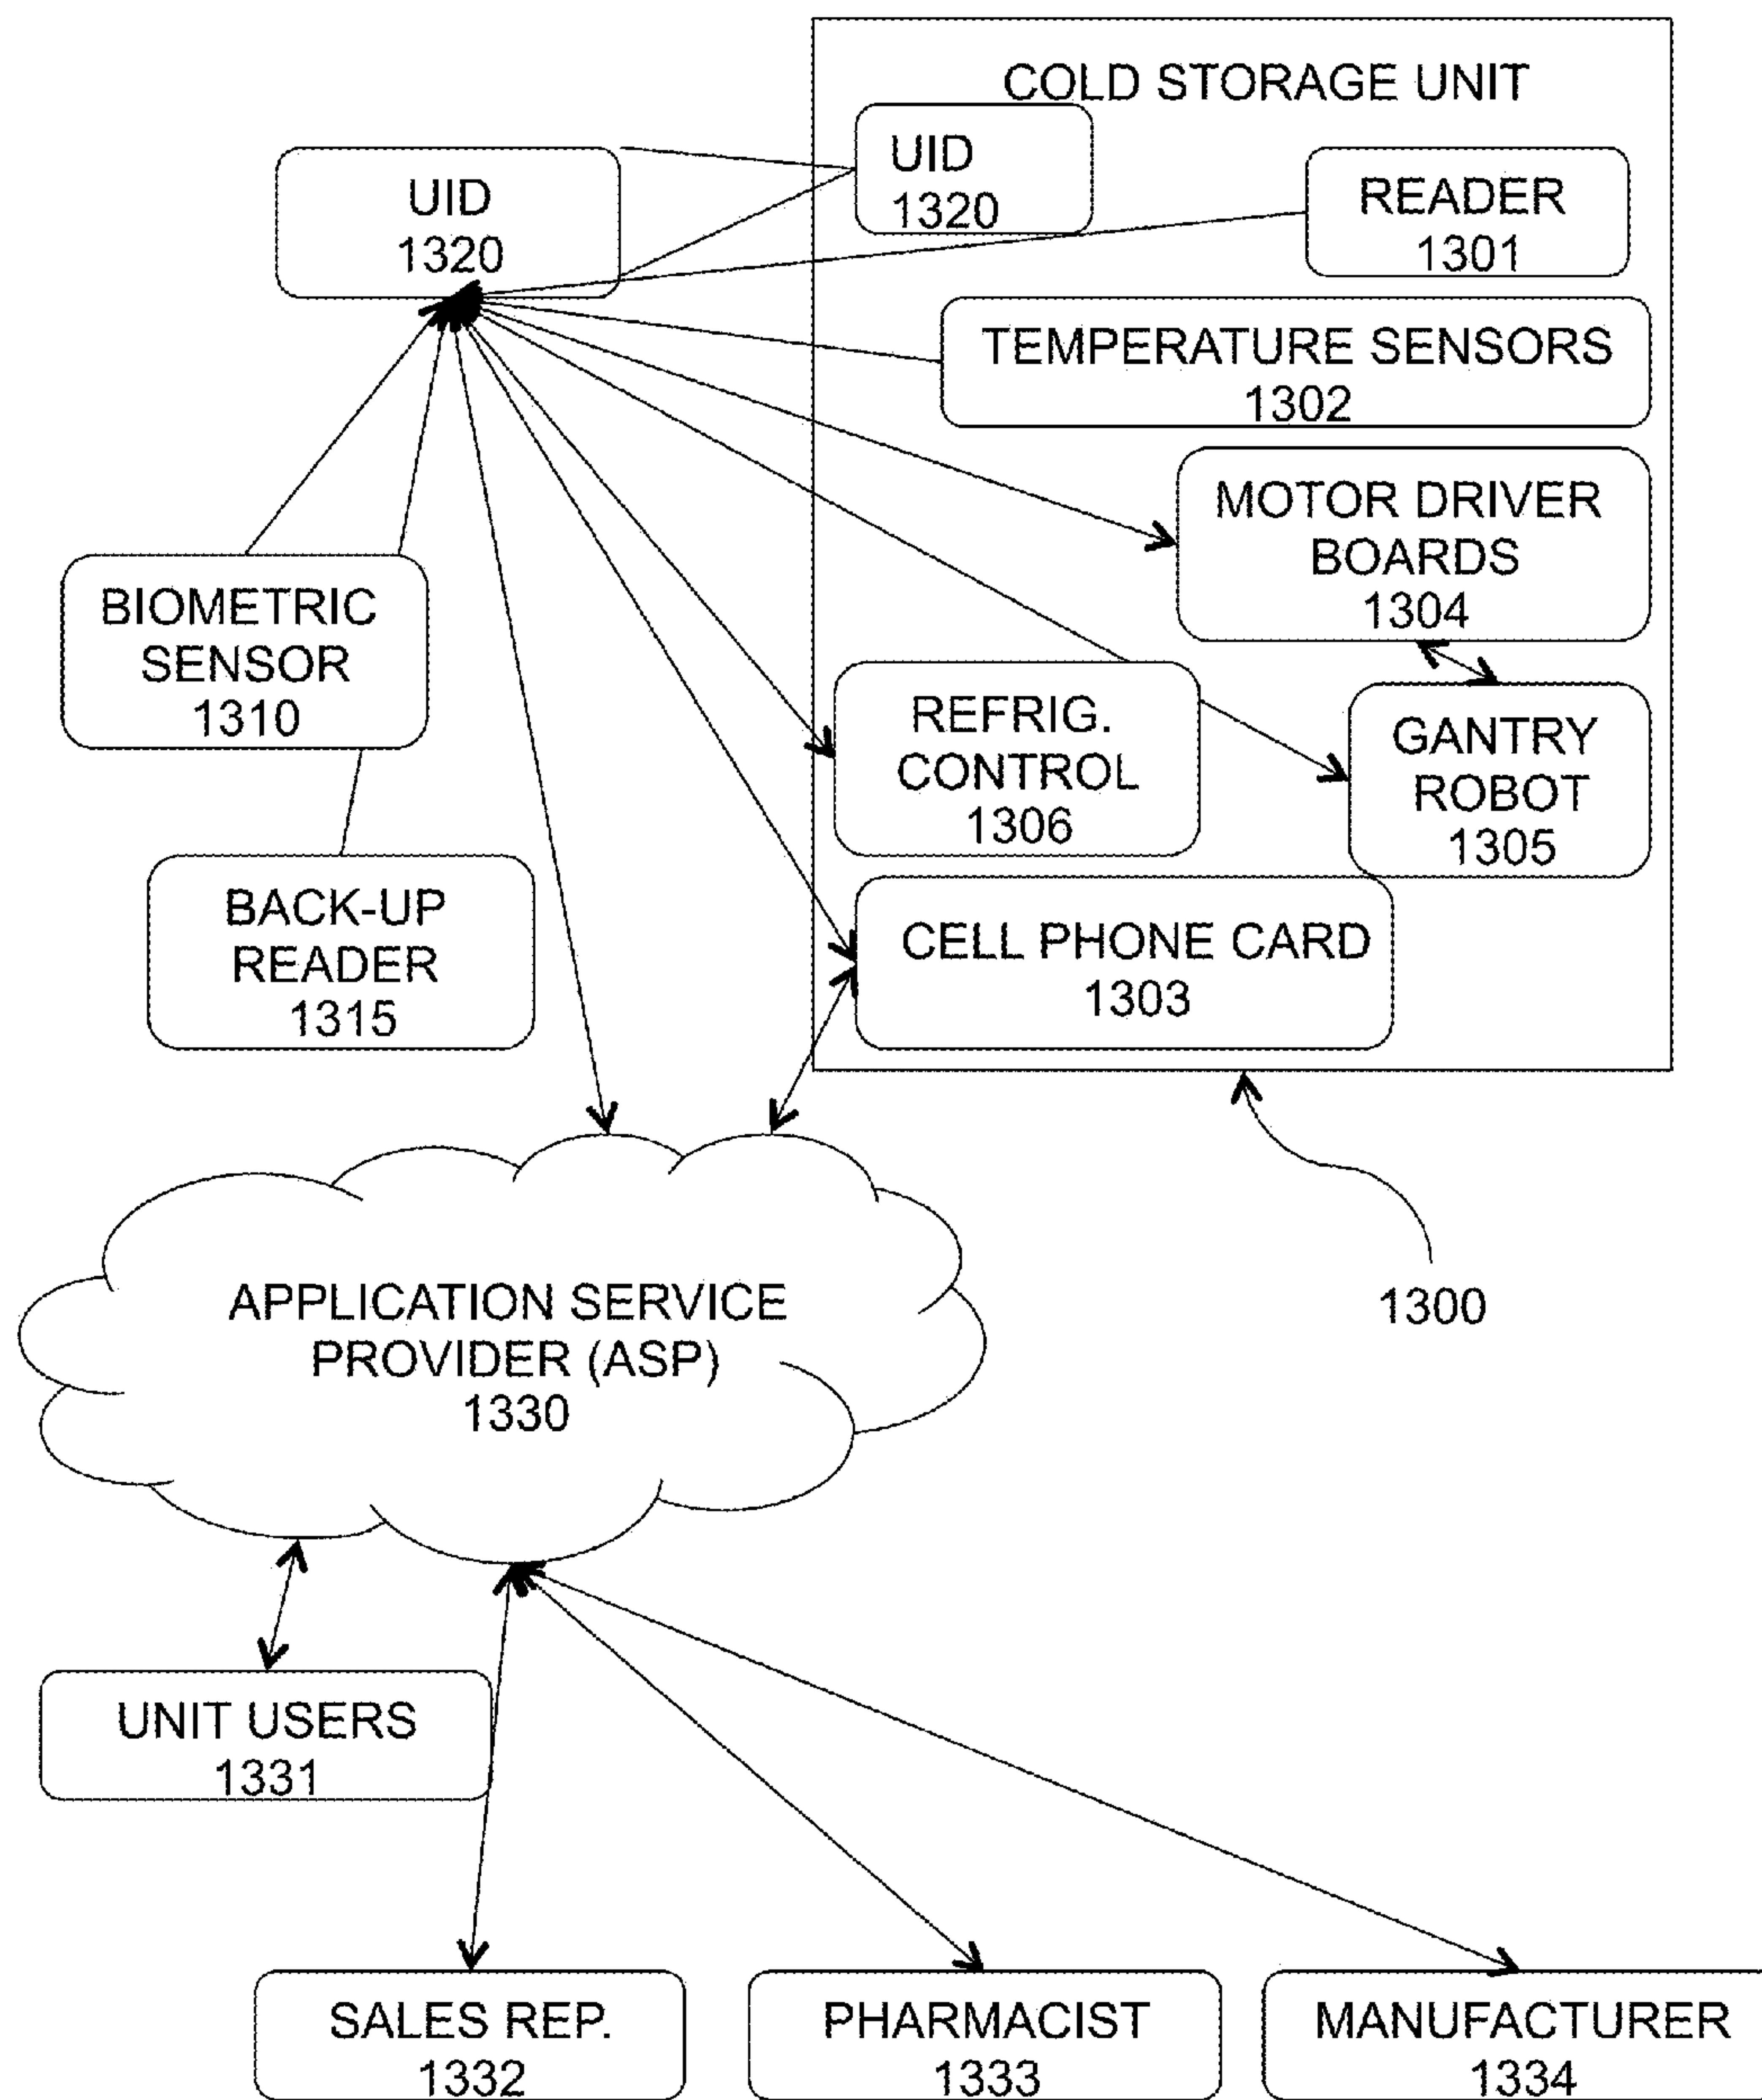 COLD STORAGE UNIT
UID
1320
UID
1320
READER
1301
TEMPERATURE SENSORS
1302
MOTOR DRIVER
BOARDS
1304
BIOMETRIC
SENSOR
1310
REFRIG.
CONTROL
1306
GANTRY
ROBOT
1305
BACK-UP
READER
1315
CELL PHONE CARD
1303
1300
APPLICATION SERVICE
PROVIDER (ASP)
1330
UNIT USERS
1331
SALES REP.
1332
PHARMACIST
1333
MANUFACTURER
1334